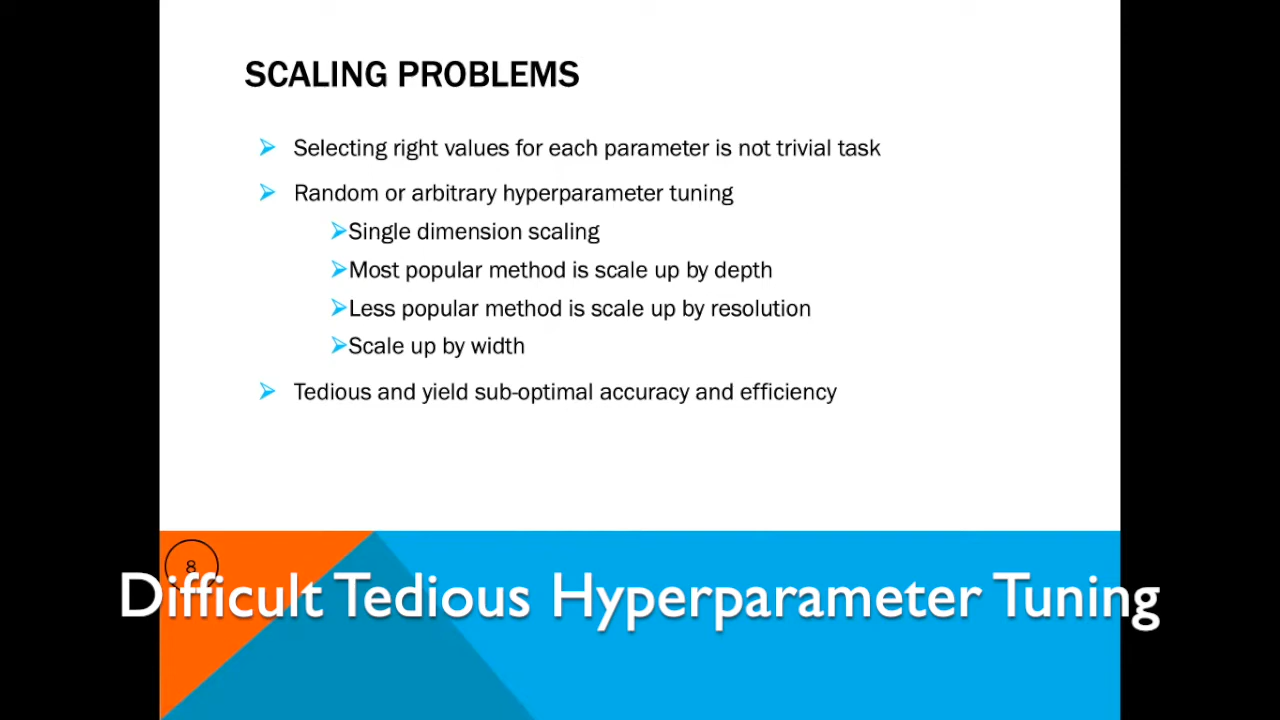 SCALING PROBLEMS
Selecting right values for each parameter is not trivial task
Random or arbitrary hyperparameter tuning
Single dimension scaling
Most popular method is scale up by depth
Less popular method is scale up by resolution
Scale up by width
Tedious and yield sub-optimal accuracy and efficiency
8
Difficult Tedious Hyperparameter Tuning